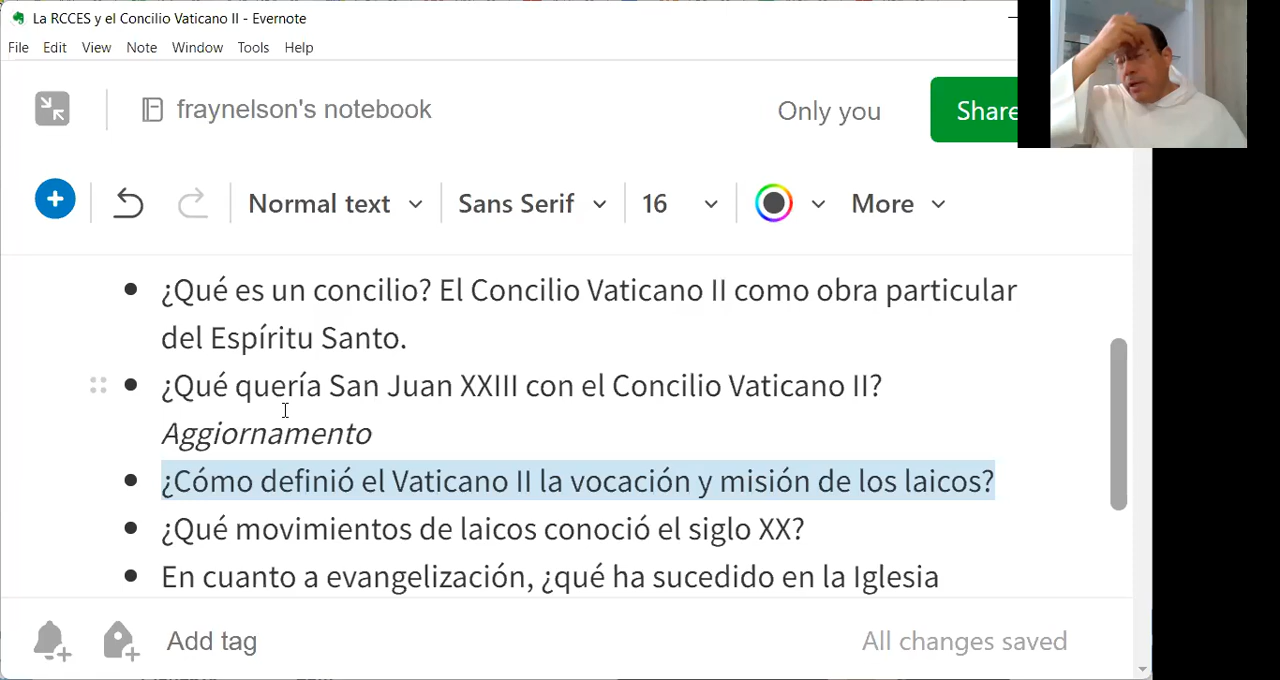 La RCCES y el Concilio Vaticano II - Evernote
File Edit View Note Window Tools Help
fraynelson's notebook
Only you
Share
Normal text
Sans Serif
16
More
• ¿Qué es un concilio? El Concilio Vaticano II como obra particular
del Espíritu Santo.
• ¿Qué quería San Juan XXIII con el Concilio Vaticano II?
Aggiornamento
• ¿Cómo definió el Vaticano II la vocación y misión de los laicos?
• ¿Qué movimientos de laicos conoció el siglo XX?
• En cuanto a evangelización, ¿qué ha sucedido en la Iglesia
Add tag
All changes saved